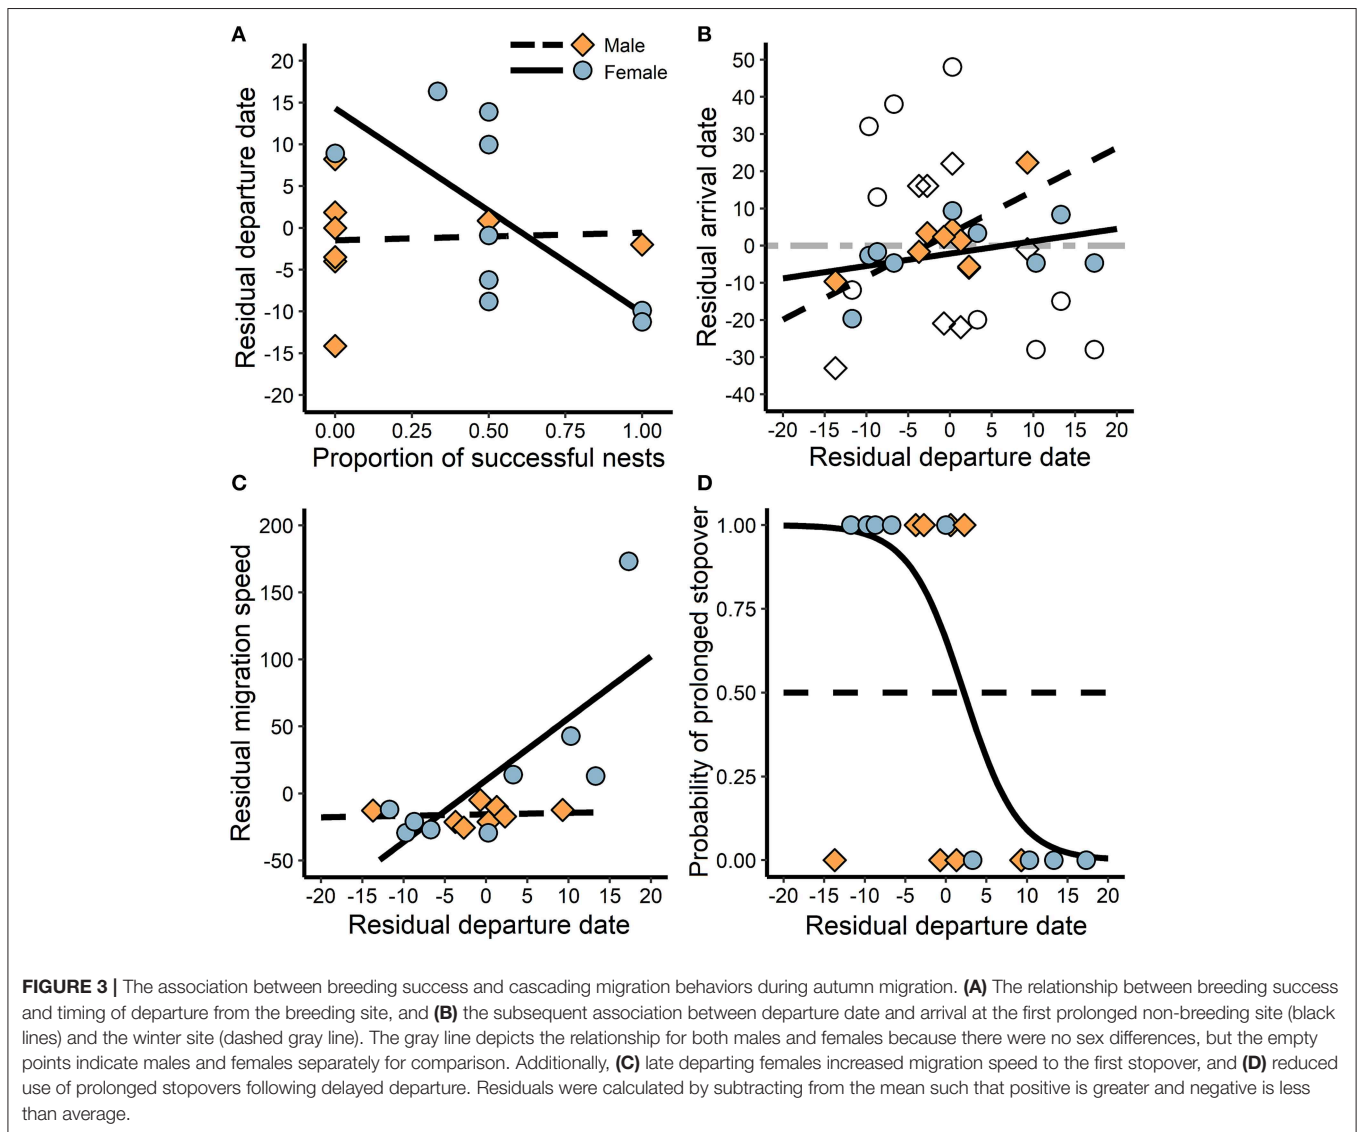 A
Male
Female
20
15
10
5
0
-5
-10
-15
-20
Residual departure date
0.00 0.25 0.50 0.75 1.00
Proportion of successful nests
B
50
40
30
20
10
0
-10
-20
-30
-40
Residual arrival date
-20 -15 -10 -5 0 5 10 15 20
Residual departure date
C
200
150
100
50
0
-50
Residual migration speed
-20 -15 -10 -5 0 5 10 15 20
Residual departure date
D
1.00
0.75
0.50
0.25
0.00
Probability of prolonged stopover
-20 -15 -10 -5 0 5 10 15 20
Residual departure date
FIGURE 3 | The association between breeding success and cascading migration behaviors during autumn migration. (A) The relationship between breeding success
and timing of departure from the breeding site, and (B) the subsequent association between departure date and arrival at the first prolonged non-breeding site (black
lines) and the winter site (dashed gray line). The gray line depicts the relationship for both males and females because there were no sex differences, but the empty
points indicate males and females separately for comparison. Additionally, (C) late departing females increased migration speed to the first stopover, and (D) reduced
use of prolonged stopovers following delayed departure. Residuals were calculated by subtracting from the mean such that positive is greater and negative is less
than average.